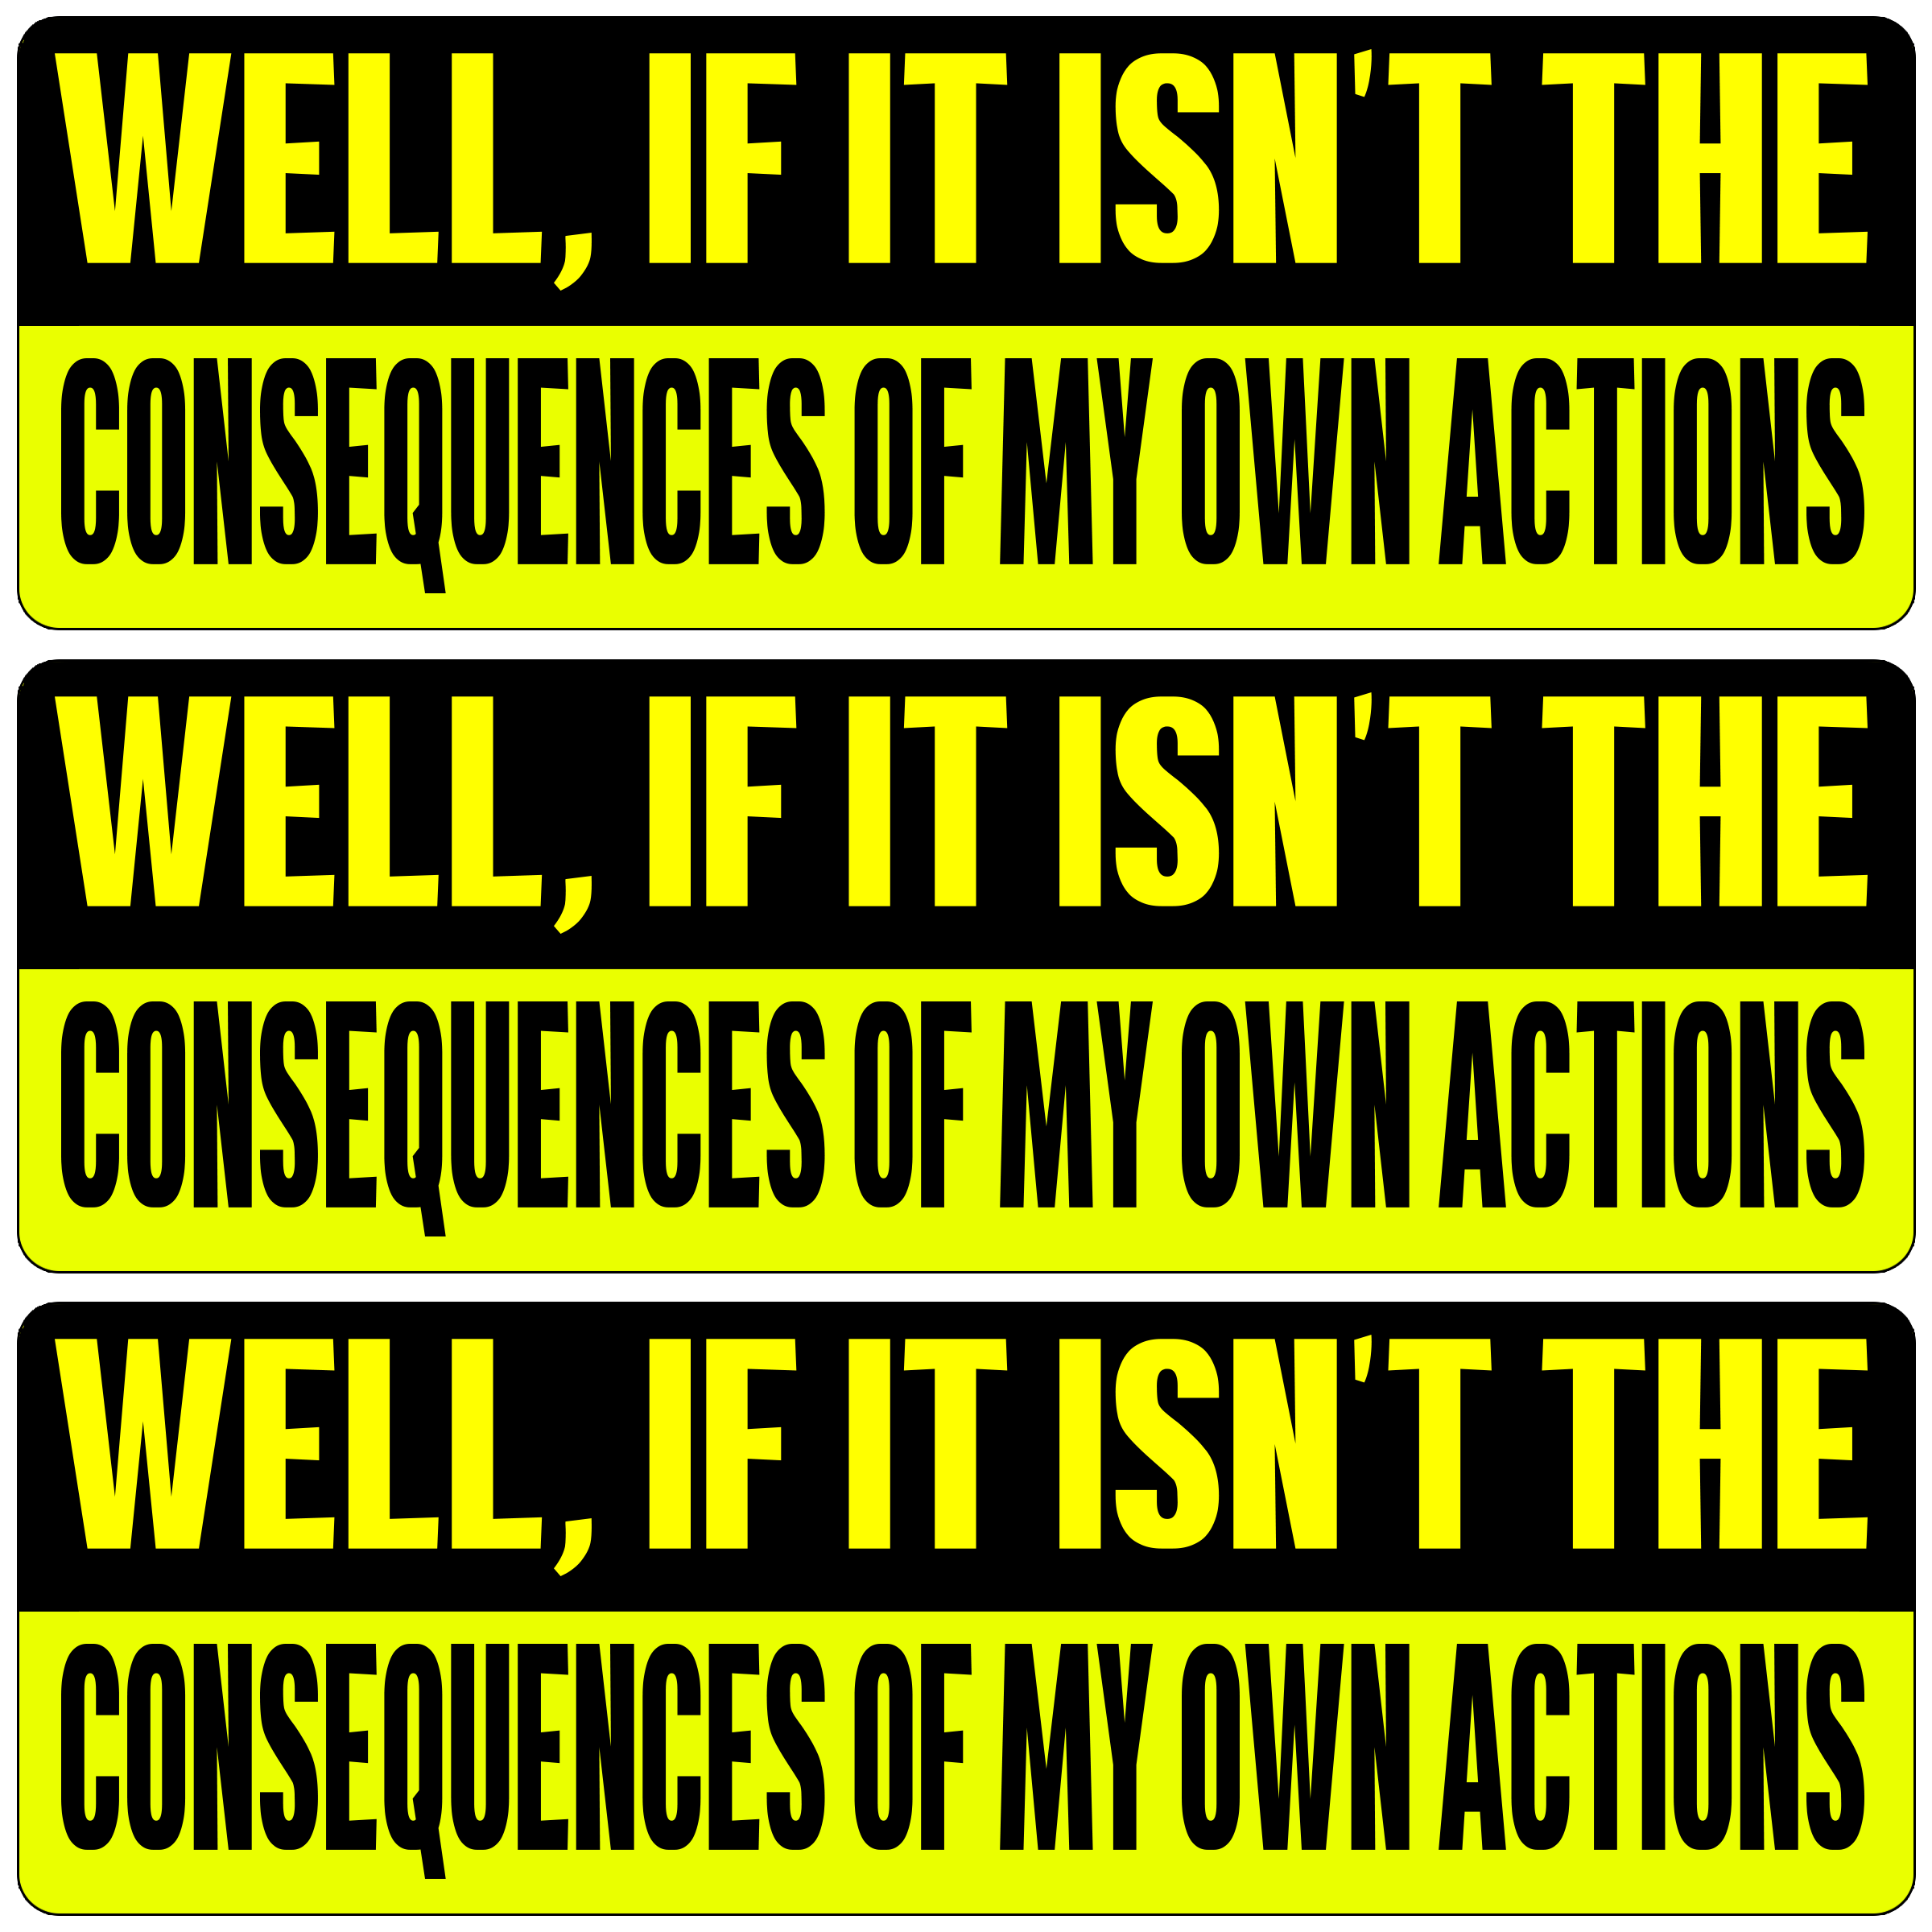 WELL, IF IT ISN'T THE
CONSEQUENCES OF MY OWN ACTIONS
WELL, IF IT ISN'T THE
CONSEQUENCES OF MY OWN ACTIONS
WELL, IF IT ISN'T THE
CONSEQUENCES OF MY OWN ACTIONS